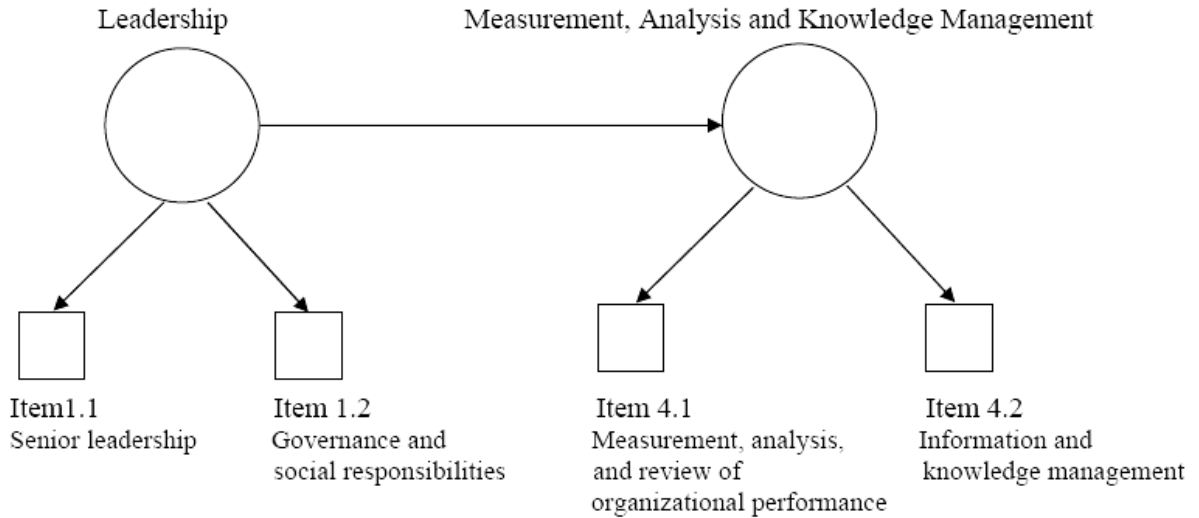 Leadership
Measurement, Analysis and Knowledge Management
Item1.1
Senior leadership
Item 1.2
Governance and
social responsibilities
Item 4.1
Measurement, analysis,
and review of
organizational performance
Item 4.2
Information and
knowledge management